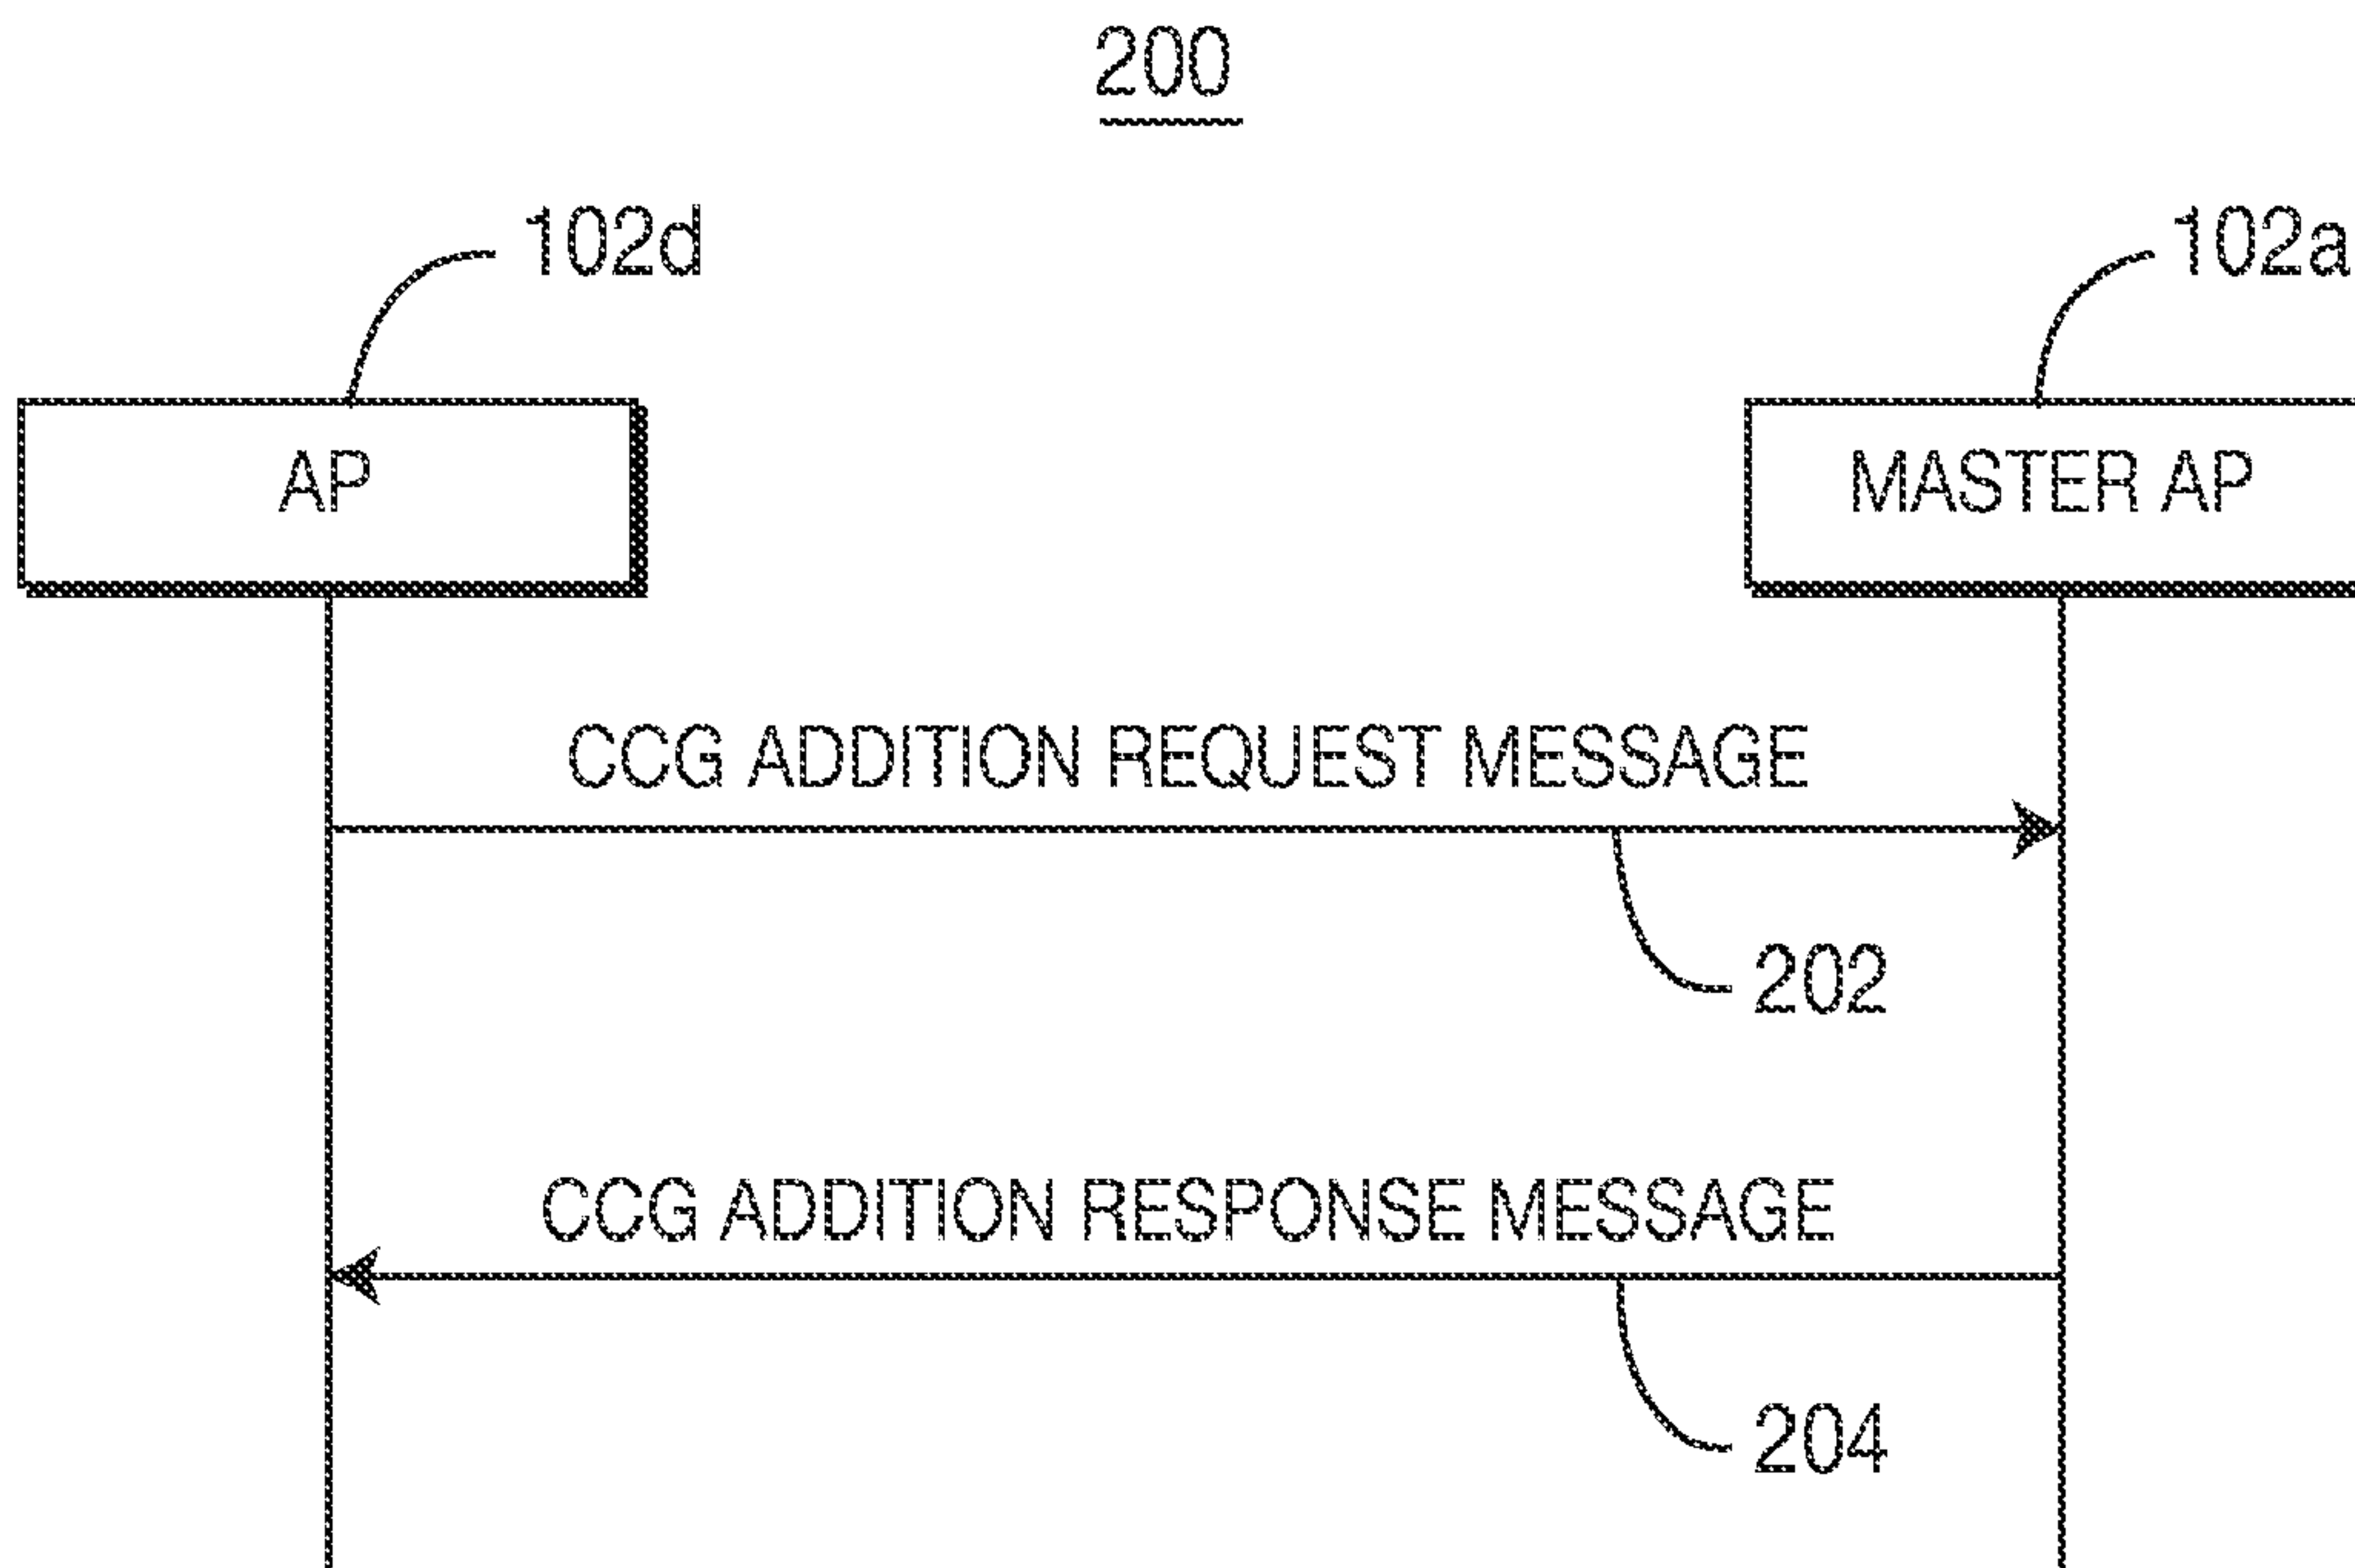 200
102d
102a
AP
MASTER AP
CCG ADDITION REQUEST MESSAGE
202
CCG ADDITION RESPONSE MESSAGE
204